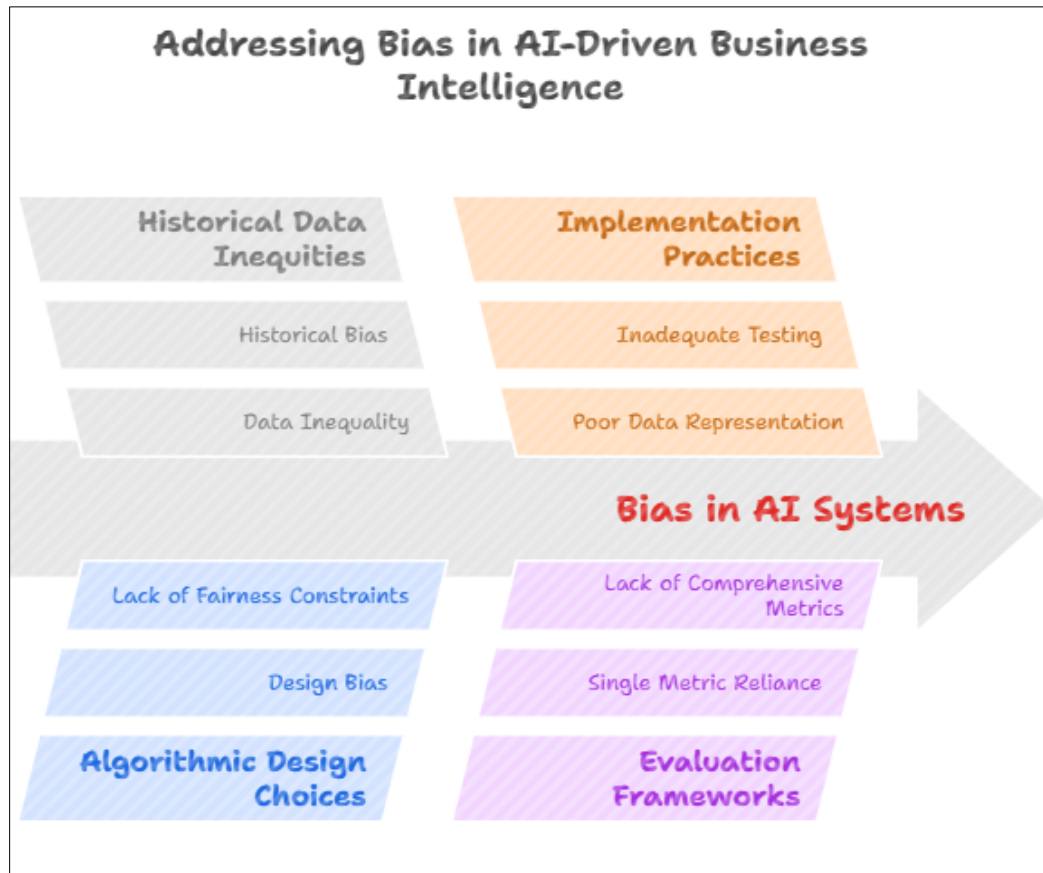 Addressing Bias in AI-Driven Business
Intelligence
Historical Data
Inequities
Historical Bias
Data Inequality
Implementation
Practices
Inadequate Testing
Poor Data Representation
Bias in AI Systems
Lack of Fairness Constraints
Design Bias
Algorithmic Design
Choices
Lack of Comprehensive
Metrics
Single Metric Reliance
Evaluation
Frameworks